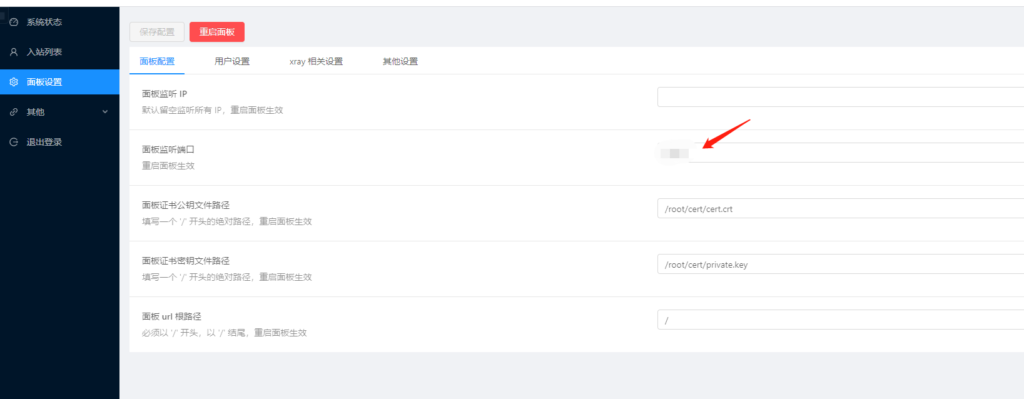 系统状态
入站列表
面板设置
其他
退出登录
保存配置 重启面板
面板配置 用户设置 xray 相关设置 其他设置
面板监听 IP
默认留空监听所有 IP，重启面板生效
面板监听端口
重启面板生效
面板证书公钥文件路径
填写一个 '/' 开头的绝对路径，重启面板生效
/root/cert/cert.crt
面板证书密钥文件路径
填写一个 '/' 开头的绝对路径，重启面板生效
/root/cert/private.key
面板 url 根路径
必须以 '/' 开头，以 '/' 结尾，重启面板生效
/